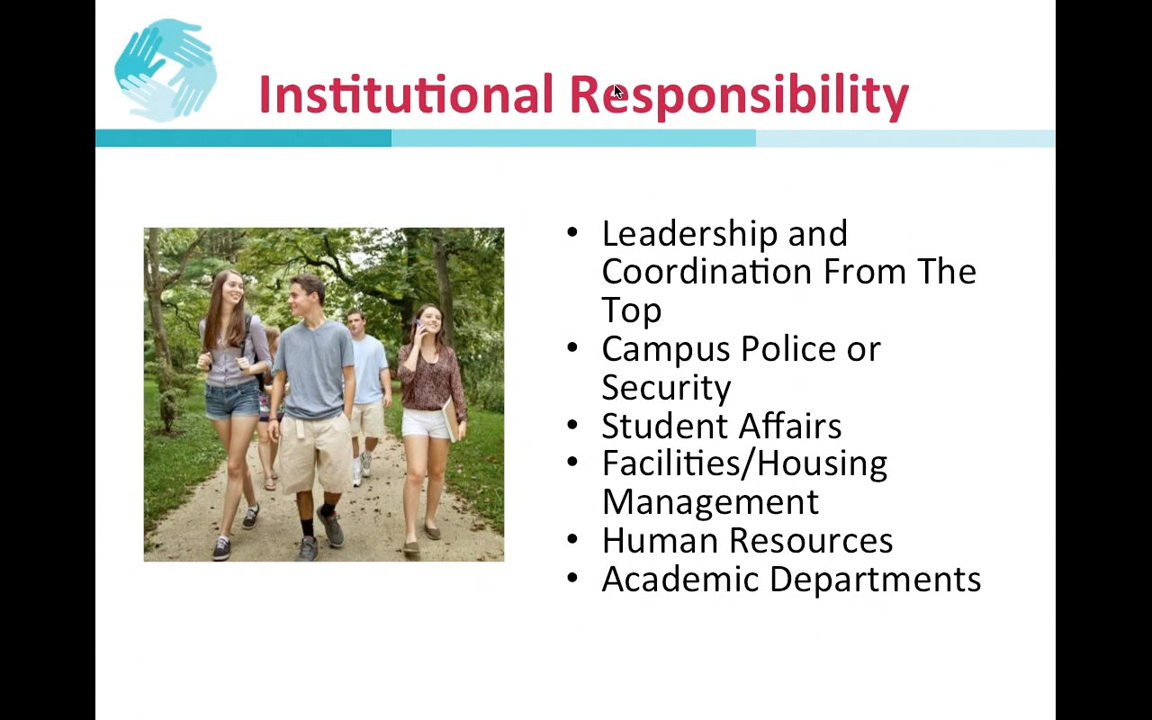 Institutional Responsibility
• Leadership and
Coordination From The
Top
• Campus Police or
Security
• Student Affairs
• Facilities/Housing
Management
• Human Resources
• Academic Departments